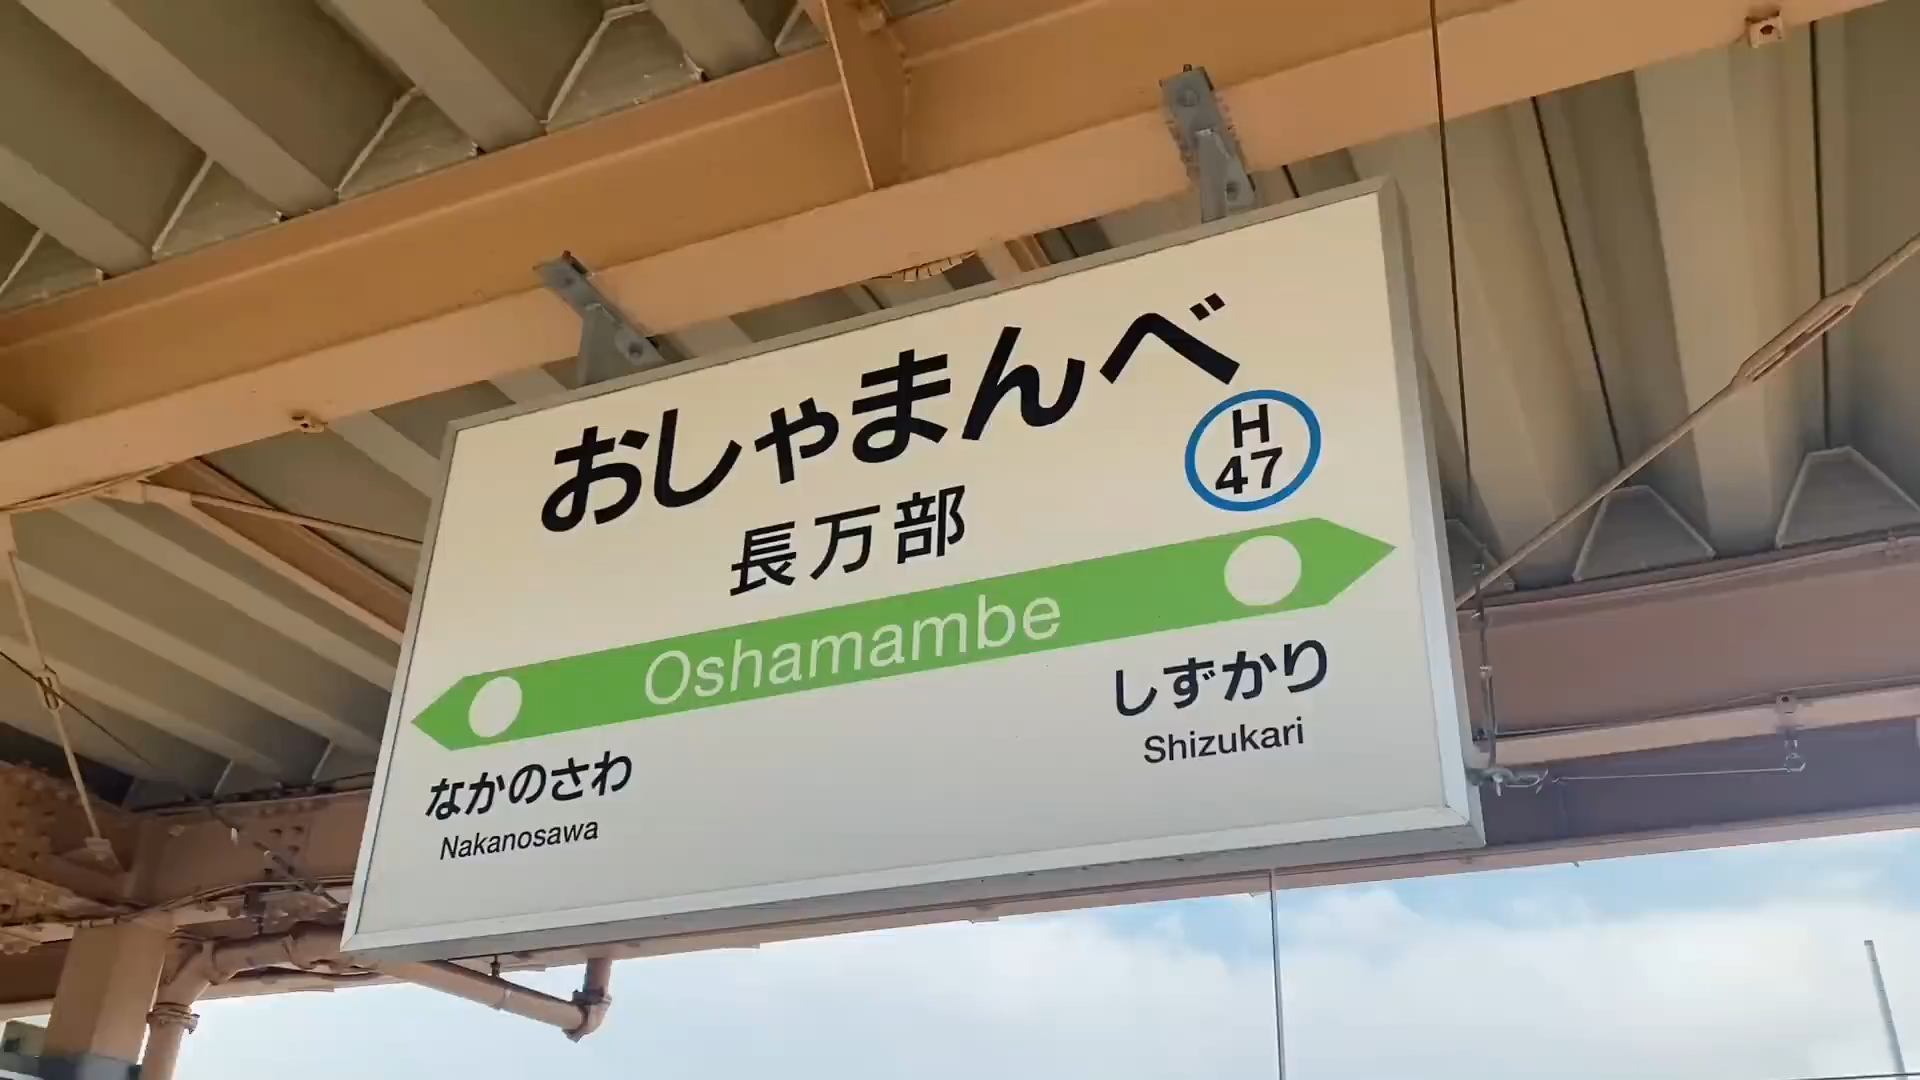 おしゃまんべ
長万部
H
47
Oshamambe
なかのさわ
Nakanosawa
しずかり
Shizukari